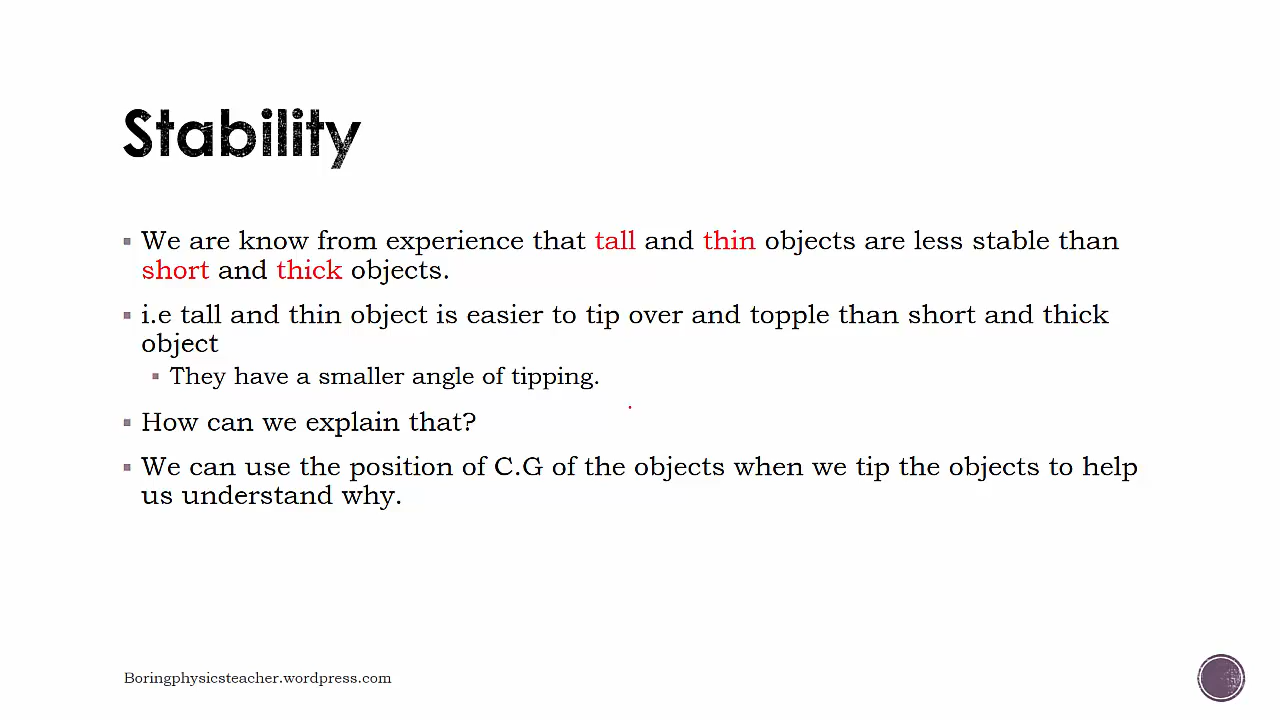 Stability
▪ We are know from experience that tall and thin objects are less stable than
short and thick objects.
▪ i.e tall and thin object is easier to tip over and topple than short and thick
object
▪ They have a smaller angle of tipping.
▪ How can we explain that?
▪ We can use the position of C.G of the objects when we tip the objects to help
us understand why.
Boringphysicsteacher.wordpress.com